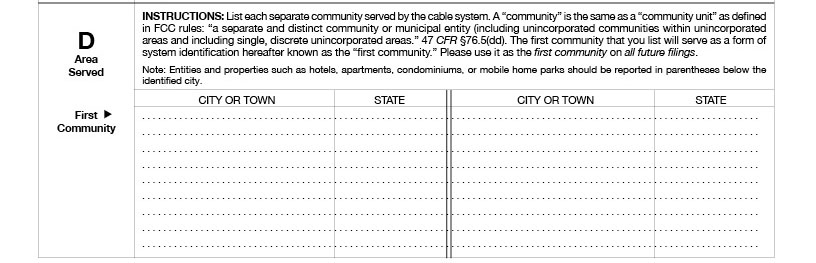 D
Area
Served
INSTRUCTIONS: List each separate community served by the cable system. A “community” is the same as a “community unit” as defined
in FCC rules: “a separate and distinct community or municipal entity (including unincorporated communities within unincorporated
areas and including single, discrete unincorporated areas.” 47 CFR §76.5(dd). The first community that you list will serve as a form of
system identification hereafter known as the “first community.” Please use it as the first community on all future filings.
Note: Entities and properties such as hotels, apartments, condominiums, or mobile home parks should be reported in parentheses below the
identified city.
CITY OR TOWN STATE CITY OR TOWN STATE
First ▶
Community